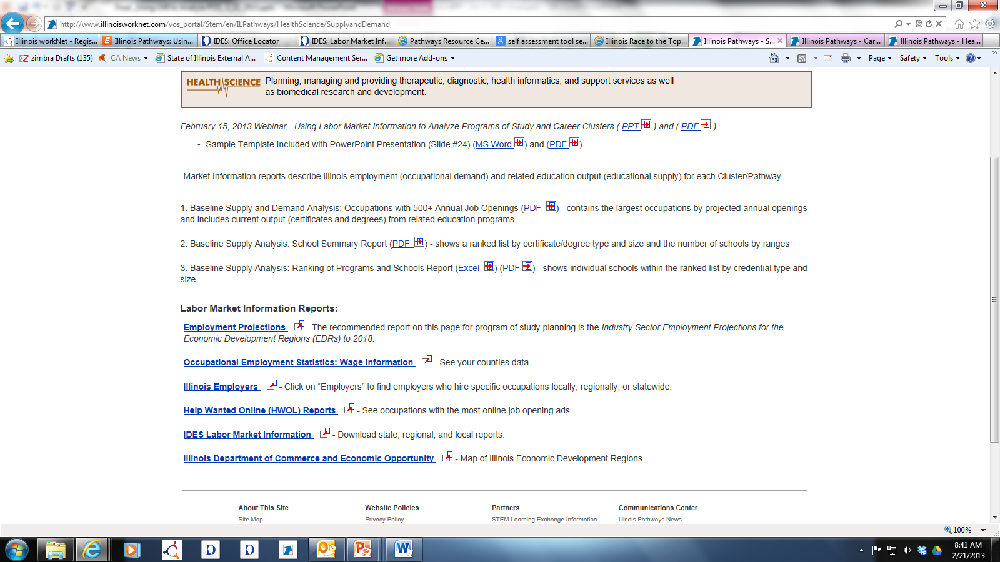 http://www.illinoisworknet.com/vos_portal/Stem/en/ILPathways/HealthScience/SupplyandDemand
Illinois workNet - Regis... Illinois Pathways: Usin... IDES: Office Locator IDES: Labor Market Inf... Pathways Resource Ce... self assessment tool se... Illinois Race to the Top... Illinois Pathways - S... Illinois Pathways - Car... Illinois Pathways - Hea...
zimbra Drafts (135) CA News State of Illinois External A... Content Management Ser... Get more Add-ons Page Safety Tools
HEALTH SCIENCE Planning, managing and providing therapeutic, diagnostic, health informatics, and support services as well
as biomedical research and development.
February 15, 2013 Webinar - Using Labor Market Information to Analyze Programs of Study and Career Clusters ( PPT ) and ( PDF )
• Sample Template Included with PowerPoint Presentation (Slide #24) (MS Word ) and (PDF )
Market Information reports describe Illinois employment (occupational demand) and related education output (educational supply) for each Cluster/Pathway -
1. Baseline Supply and Demand Analysis: Occupations with 500+ Annual Job Openings (PDF ) - contains the largest occupations by projected annual openings
and includes current output (certificates and degrees) from related education programs
2. Baseline Supply Analysis: School Summary Report (PDF ) - shows a ranked list by certificate/degree type and size and the number of schools by ranges
3. Baseline Supply Analysis: Ranking of Programs and Schools Report (Excel ) (PDF ) - shows individual schools within the ranked list by credential type and
size
Labor Market Information Reports:
Employment Projections - The recommended report on this page for program of study planning is the Industry Sector Employment Projections for the
Economic Development Regions (EDRs) to 2018.
Occupational Employment Statistics: Wage Information - See your counties data.
Illinois Employers - Click on “Employers” to find employers who hire specific occupations locally, regionally, or statewide.
Help Wanted Online (HWOL) Reports - See occupations with the most online job opening ads.
IDES Labor Market Information - Download state, regional, and local reports.
Illinois Department of Commerce and Economic Opportunity - Map of Illinois Economic Development Regions.
About This Site Website Policies Partners Communications Center
Site Map Privacy Policy STEM Learning Exchange Information Illinois Pathways News
100%
8:41 AM
2/21/2013